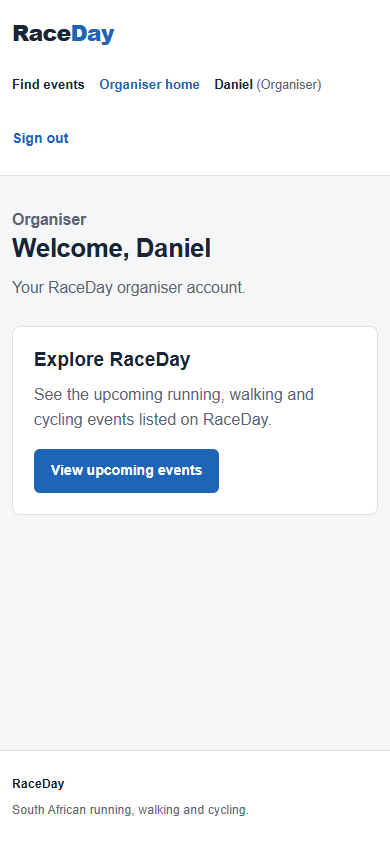 RaceDay
Find events Organiser home Daniel (Organiser)
Sign out
Organiser
Welcome, Daniel
Your RaceDay organiser account.
Explore RaceDay
See the upcoming running, walking and
cycling events listed on RaceDay.
View upcoming events
RaceDay
South African running, walking and cycling.